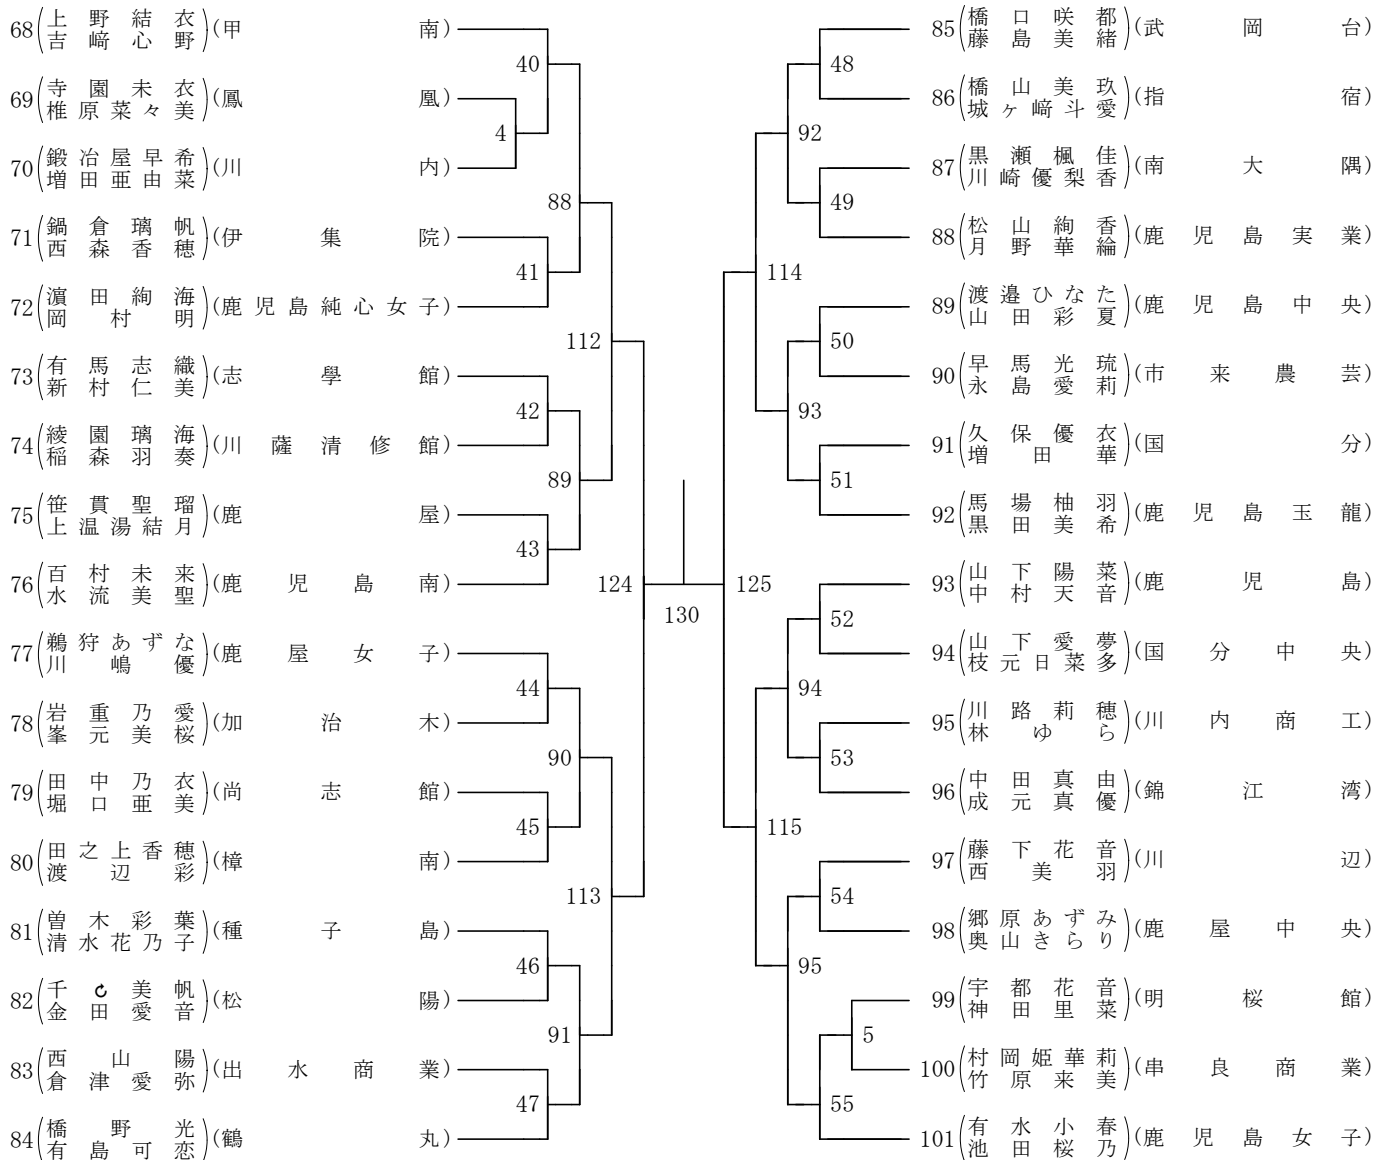 68(上野結衣 吉﨑心野)(甲南)
69(寺園未衣 椎原菜々美)(鳳凰)
70(鍛冶屋早希 増田亜由菜)(川内)
71(鍋倉璃帆 西森香穂)(伊集院)
72(濵田絢海 岡村明)(鹿児島純心女子)
73(有馬志織 新村仁美)(志學館)
74(綾園璃海 稲森羽奏)(川薩清修館)
75(笹貫聖瑠 上温湯結月)(鹿屋)
76(百村未来 水流美聖)(鹿児島南)
77(鵜狩あずな 川嶋優)(鹿屋女子)
78(岩重乃愛 峯元美桜)(加治木)
79(田中乃衣 堀口亜美)(尚志館)
80(田之上香穂 渡辺彩)(樟南)
81(曽木彩葉 清水花乃子)(種子島)
82(千美帆 金田愛音)(松陽)
83(西山陽 倉津愛弥)(出水商業)
84(橋野光 有島可恋)(鶴丸)
40
4
88
41
112
42
89
43
124
44
90
45
113
46
91
47
130
48
92
49
114
50
93
51
125
52
94
53
115
54
95
5
55
85(橋口咲都 藤島美緒)(武岡台)
86(橋山美玖 城ヶ﨑斗愛)(指宿)
87(黒瀬楓佳 川崎優梨香)(南大隅)
88(松山絢香 月野華綸)(鹿児島実業)
89(渡邉ひなた 山田彩夏)(鹿児島中央)
90(早馬光琉 永島愛莉)(市来農芸)
91(久保優衣 増田華)(国分)
92(馬場柚羽 黒田美希)(鹿児島玉龍)
93(山下陽菜 中村天音)(鹿児島)
94(山下愛夢 枝元日菜多)(国分中央)
95(川路莉穂 林ゆら)(川内商工)
96(中田真由 成元真優)(錦江湾)
97(藤下花音 西美羽)(川辺)
98(郷原あずみ 奥山きらり)(鹿屋中央)
99(宇都花音 神田里菜)(明桜館)
100(村岡姫華莉 竹原来美)(串良商業)
101(有水小春 池田桜乃)(鹿児島女子)